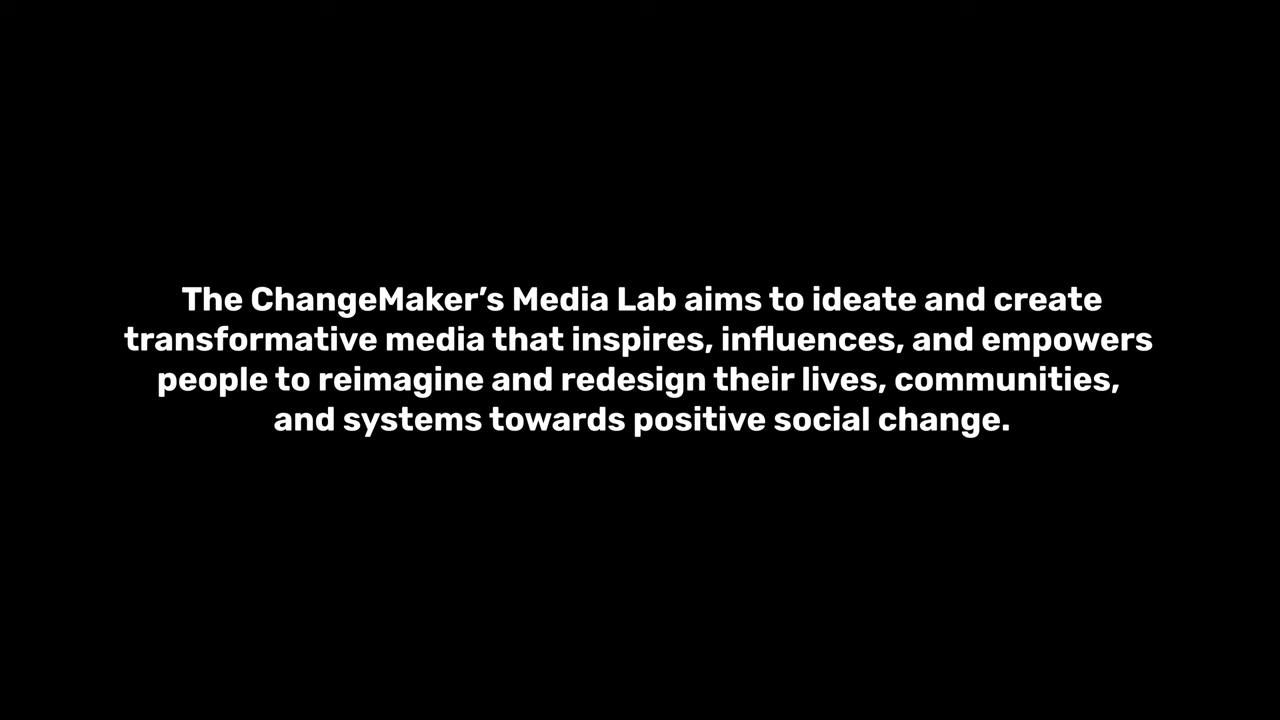 The ChangeMaker’s Media Lab aims to ideate and create
transformative media that inspires, influences, and empowers
people to reimagine and redesign their lives, communities,
and systems towards positive social change.